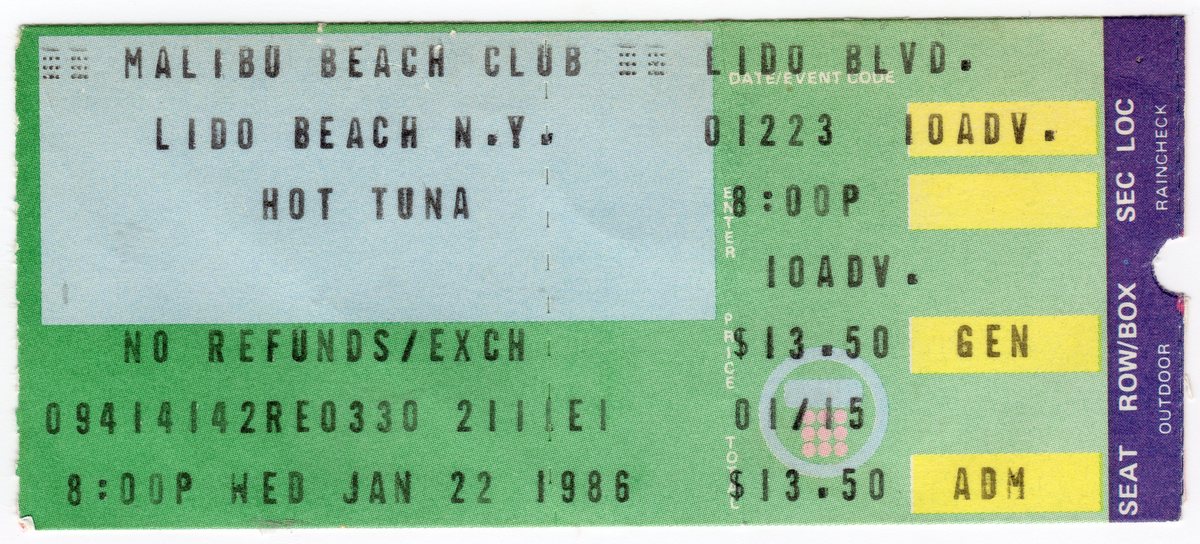 MALIBU BEACH CLUB LIDO BLVD.
DATE/EVENT CODE
LIDO BEACH N.Y. 01223 10ADV.
HOT TUNA 8:00P
ENTER
10ADV.
NO REFUNDS/EXCH $13.50 GEN
PRICE
09414142RE0330 2111E1 01/15
TOTAL
8:00P WED JAN 22 1986 $13.50 ADM
SEAT ROW/BOX SEC LOC
OUTDOOR RAINCHECK